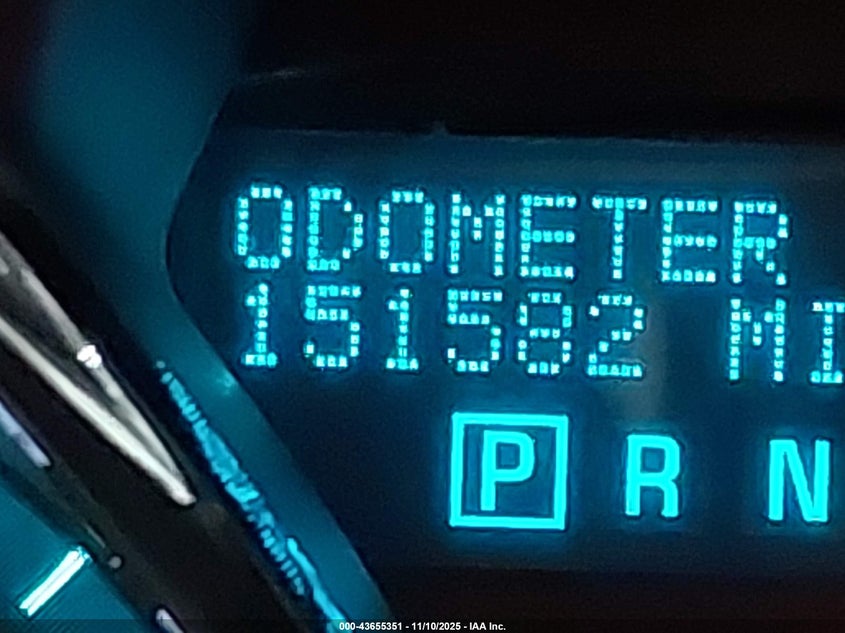 ODOMETER
151582 MI
P R N
000-43655351 - 11/10/2025 - IAA Inc.